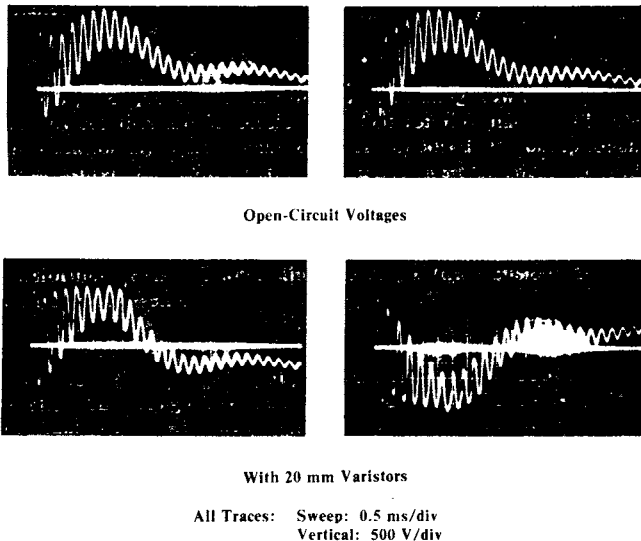 Open-Circuit Voltages
With 20 mm Varistors
All Traces: Sweep: 0.5 ms/div
Vertical: 500 V/div